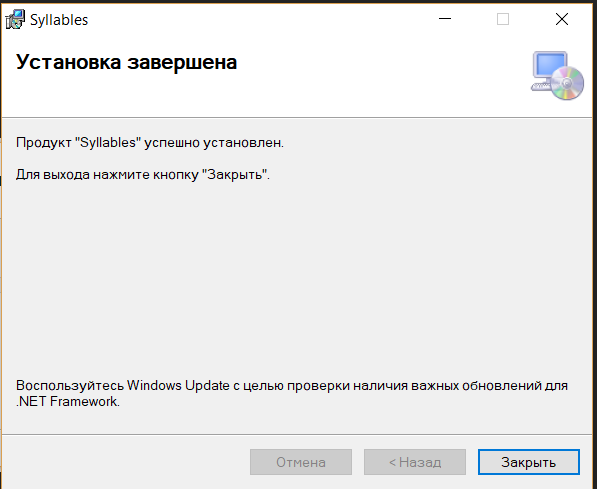 Syllables
Установка завершена
Продукт "Syllables" успешно установлен.
Для выхода нажмите кнопку "Закрыть".
Воспользуйтесь Windows Update с целью проверки наличия важных обновлений для
.NET Framework.
Отмена
< Назад
Закрыть